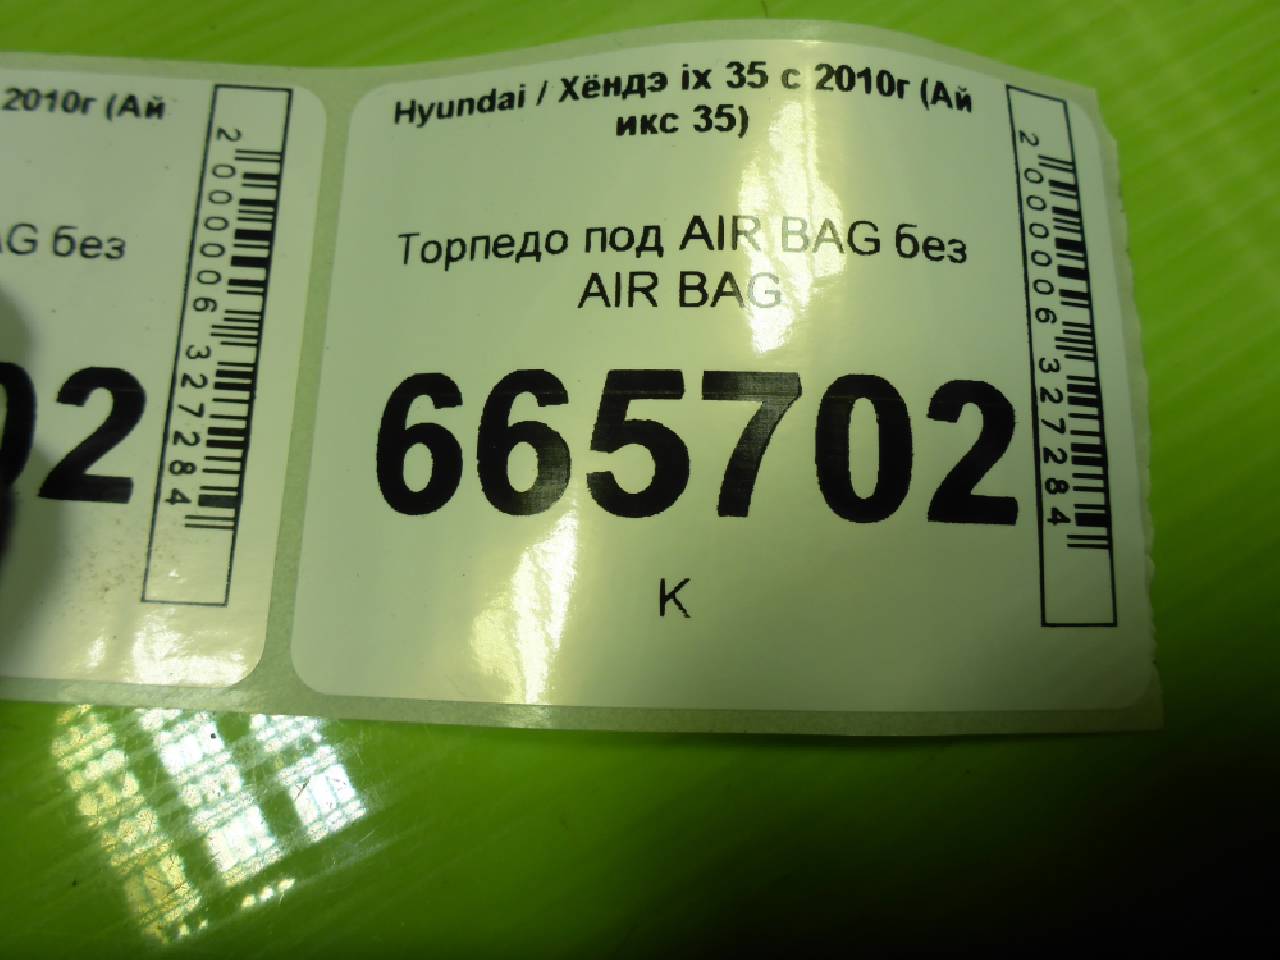 2010г (Ай
AG без
02
2000006327284
Hyundai / Хёндэ ix 35 с 2010г (Ай
икс 35)
Торпедо под AIR BAG без
AIR BAG
665702
К
2000006327284